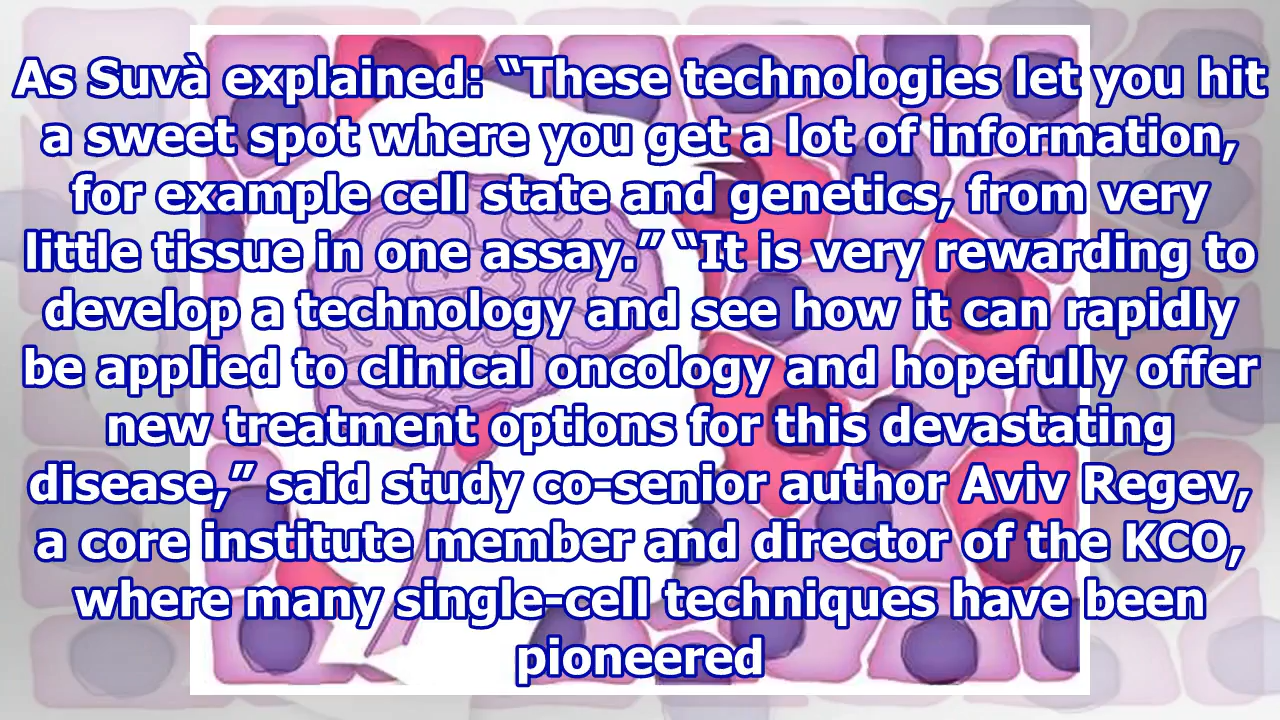 As Suvà explained: “These technologies let you hit
a sweet spot where you get a lot of information,
for example cell state and genetics, from very
little tissue in one assay.” “It is very rewarding to
develop a technology and see how it can rapidly
be applied to clinical oncology and hopefully offer
new treatment options for this devastating
disease,” said study co-senior author Aviv Regev,
a core institute member and director of the KCO,
where many single-cell techniques have been
pioneered